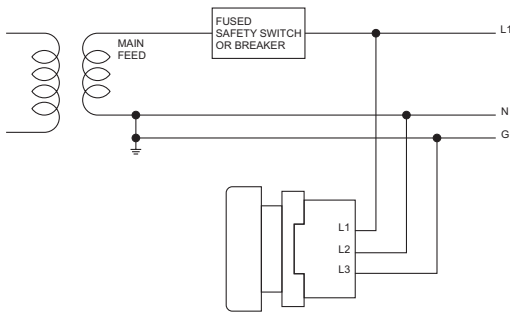 FUSED
SAFETY SWITCH
OR BREAKER
MAIN
FEED
L1
N
G
L1
L2
L3